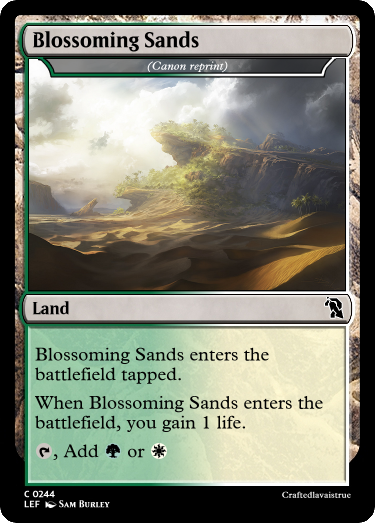 Blossoming Sands
(Canon reprint)
Land
Blossoming Sands enters the
battlefield tapped.
When Blossoming Sands enters the
battlefield, you gain 1 life.
, Add or
C 0244
LEF Sam Burley
Craftedlavaistrue